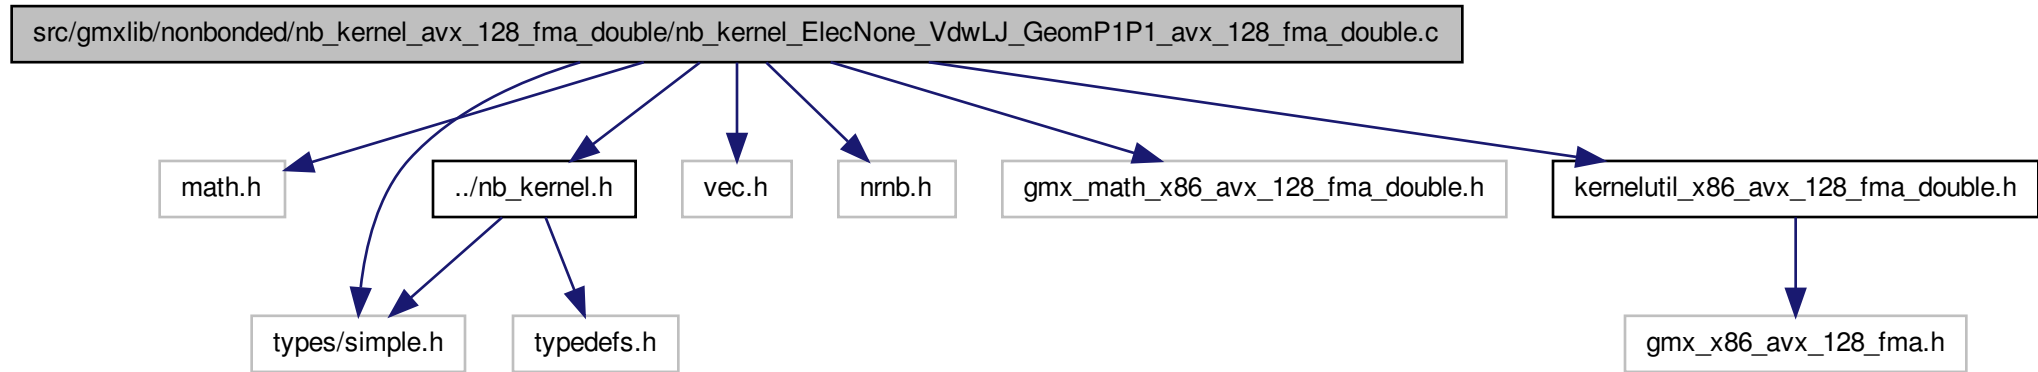 src/gmxlib/nonbonded/nb_kernel_avx_128_fma_double/nb_kernel_ElecNone_VdwLJ_GeomP1P1_avx_128_fma_double.c
math.h
../nb_kernel.h
vec.h
nrnb.h
gmx_math_x86_avx_128_fma_double.h
kernelutil_x86_avx_128_fma_double.h
types/simple.h
typedefs.h
gmx_x86_avx_128_fma.h